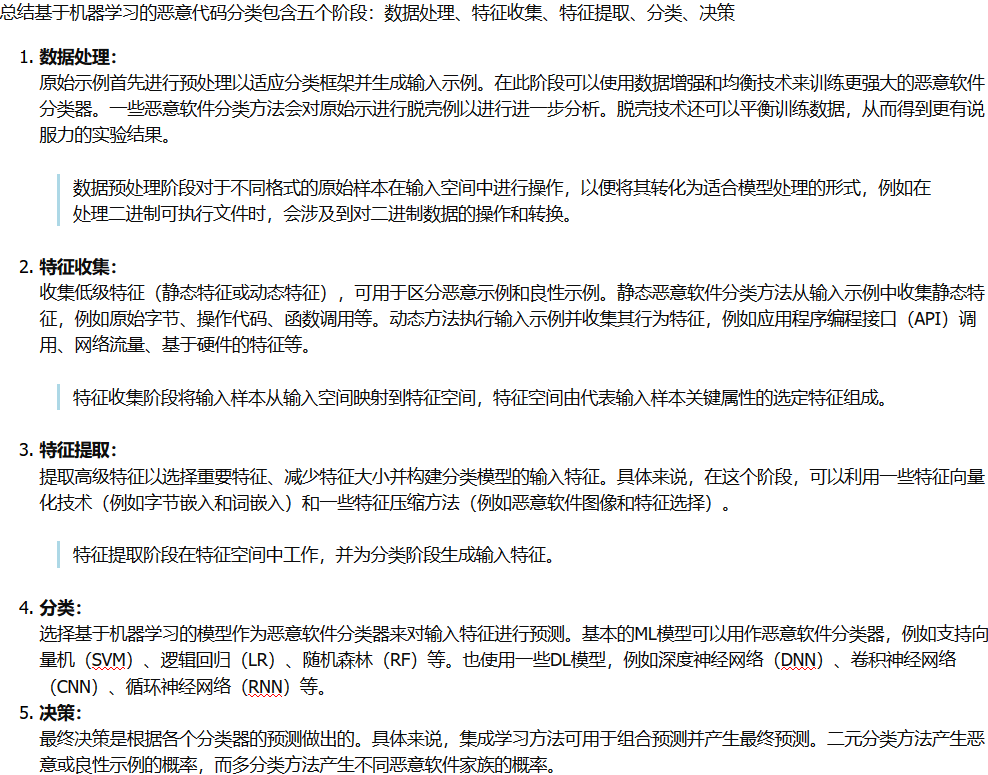 总结基于机器学习的恶意代码分类包含五个阶段：数据处理、特征收集、特征提取、分类、决策
1. 数据处理：
原始示例首先进行预处理以适应分类框架并生成输入示例。在此阶段可以使用数据增强和均衡技术来训练更强大的恶意软件
分类器。一些恶意软件分类方法会对原始示进行脱壳例以进行进一步分析。脱壳技术还可以平衡训练数据，从而得到更有说
服力的实验结果。
数据预处理阶段对于不同格式的原始样本在输入空间中进行操作，以便将其转化为适合模型处理的形式，例如在
处理二进制可执行文件时，会涉及到对二进制数据的操作和转换。
2. 特征收集：
收集低级特征（静态特征或动态特征），可用于区分恶意示例和良性示例。静态恶意软件分类方法从输入示例中收集静态特
征，例如原始字节、操作代码、函数调用等。动态方法执行输入示例并收集其行为特征，例如应用程序编程接口（API）调
用、网络流量、基于硬件的特征等。
特征收集阶段将输入样本从输入空间映射到特征空间，特征空间由代表输入样本关键属性的选定特征组成。
3. 特征提取：
提取高级特征以选择重要特征、减少特征大小并构建分类模型的输入特征。具体来说，在这个阶段，可以利用一些特征向量
化技术（例如字节嵌入和词嵌入）和一些特征压缩方法（例如恶意软件图像和特征选择）。
特征提取阶段在特征空间中工作，并为分类阶段生成输入特征。
4. 分类：
选择基于机器学习的模型作为恶意软件分类器来对输入特征进行预测。基本的ML模型可以用作恶意软件分类器，例如支持向
量机（SVM）、逻辑回归（LR）、随机森林（RF）等。也使用一些DL模型，例如深度神经网络（DNN）、卷积神经网络
（CNN）、循环神经网络（RNN）等。
5. 决策：
最终决策是根据各个分类器的预测做出的。具体来说，集成学习方法可用于组合预测并产生最终预测。二元分类方法产生恶
意或良性示例的概率，而多分类方法产生不同恶意软件家族的概率。